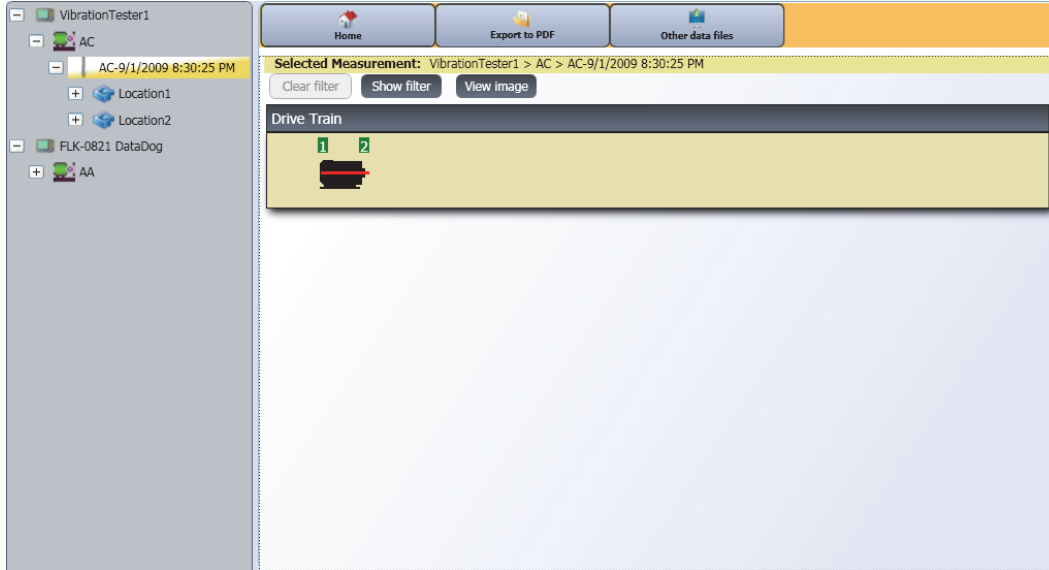 VibrationTester1
AC
AC-9/1/2009 8:30:25 PM
Location1
Location2
FLK-0821 DataDog
AA
Home
Export to PDF
Other data files
Selected Measurement: VibrationTester1 > AC > AC-9/1/2009 8:30:25 PM
Clear filter
Show filter
View image
Drive Train
1 2